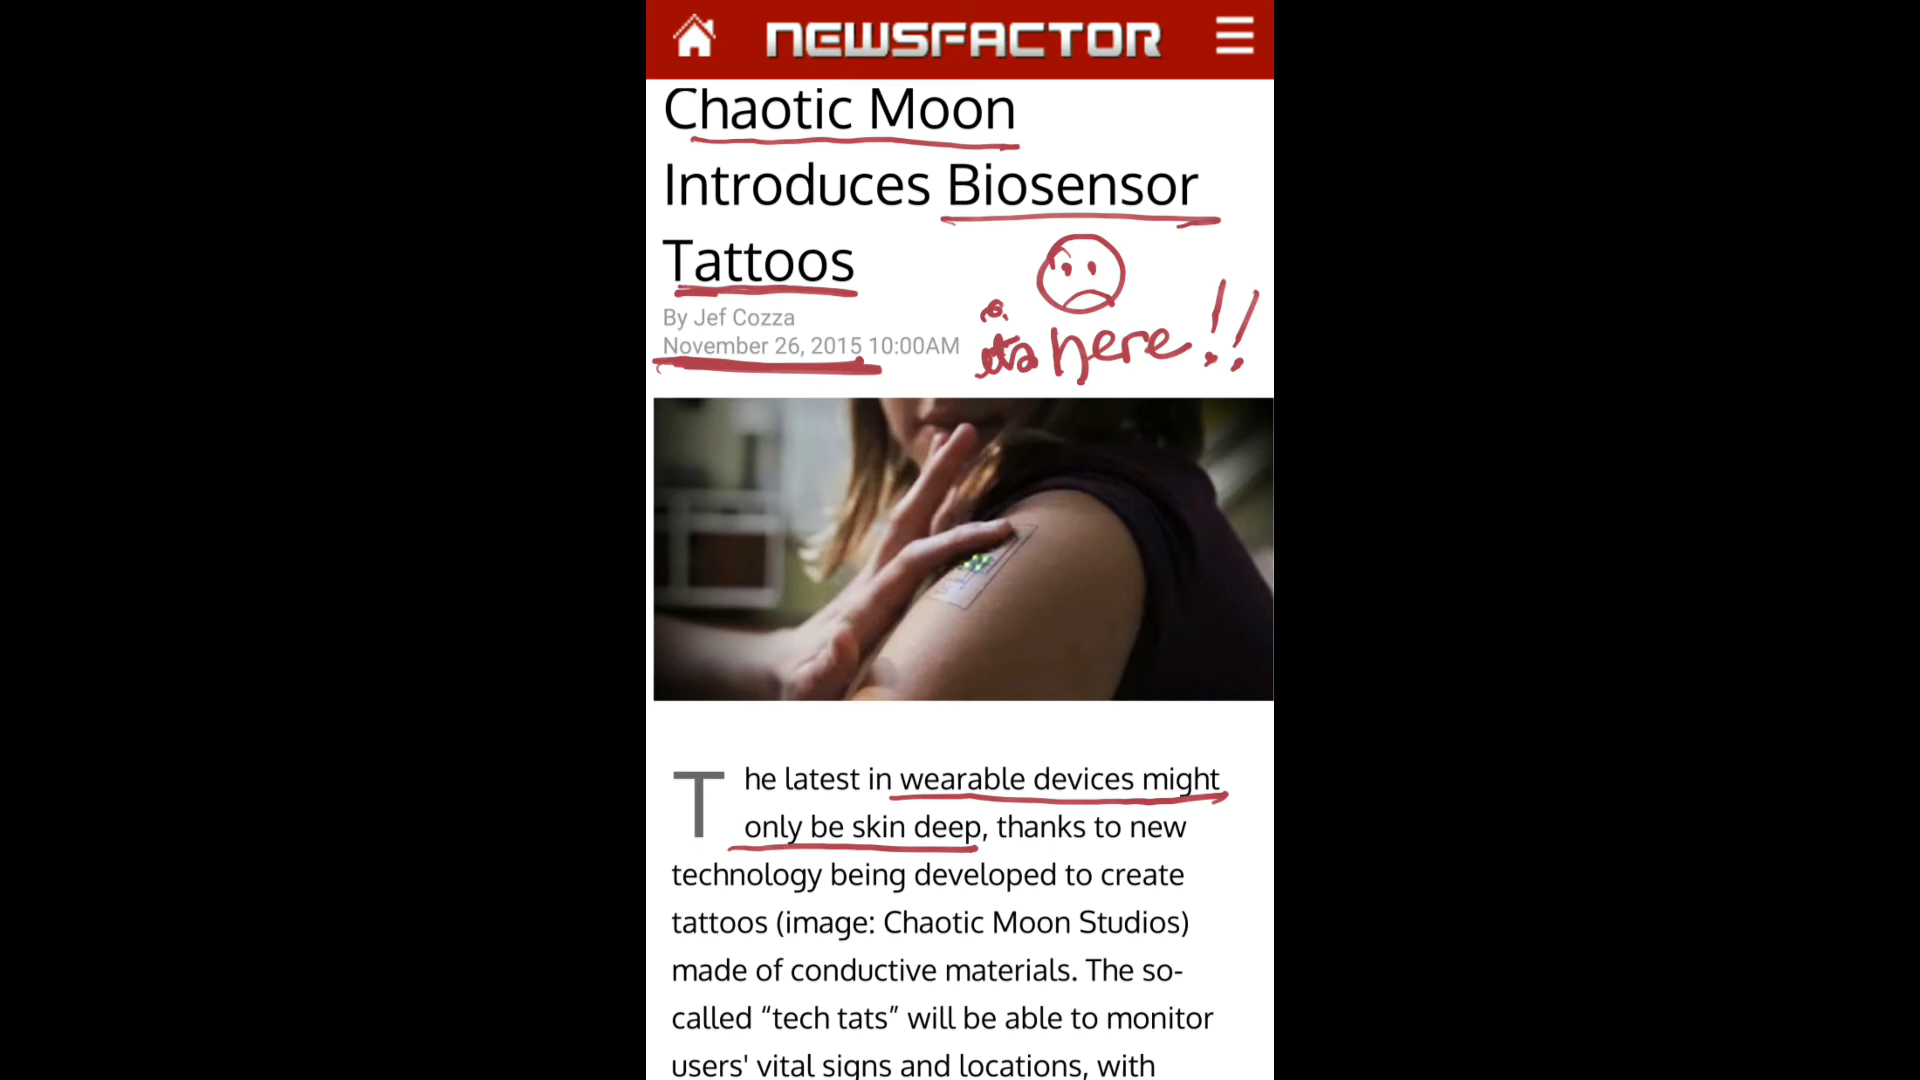 NEWSFACTOR
Chaotic Moon
Introduces Biosensor
Tattoos
By Jef Cozza
November 26, 2015 10:00AM
its here!!
The latest in wearable devices might
only be skin deep, thanks to new
technology being developed to create
tattoos (image: Chaotic Moon Studios)
made of conductive materials. The so-
called “tech tats” will be able to monitor
users' vital signs and locations, with